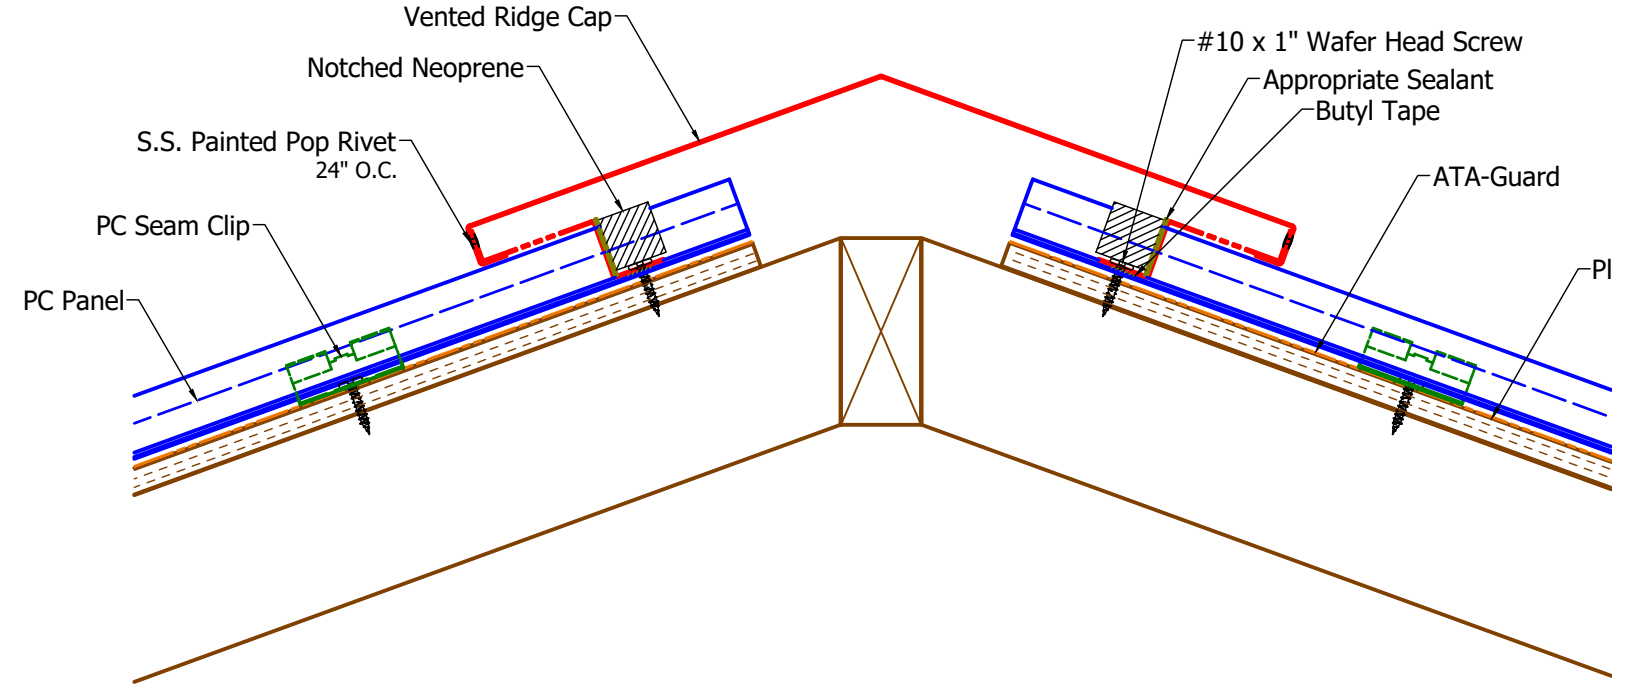 Vented Ridge Cap
Notched Neoprene
S.S. Painted Pop Rivet
24" O.C.
PC Seam Clip
PC Panel
#10 x 1" Wafer Head Screw
Appropriate Sealant
Butyl Tape
ATA-Guard
Pl